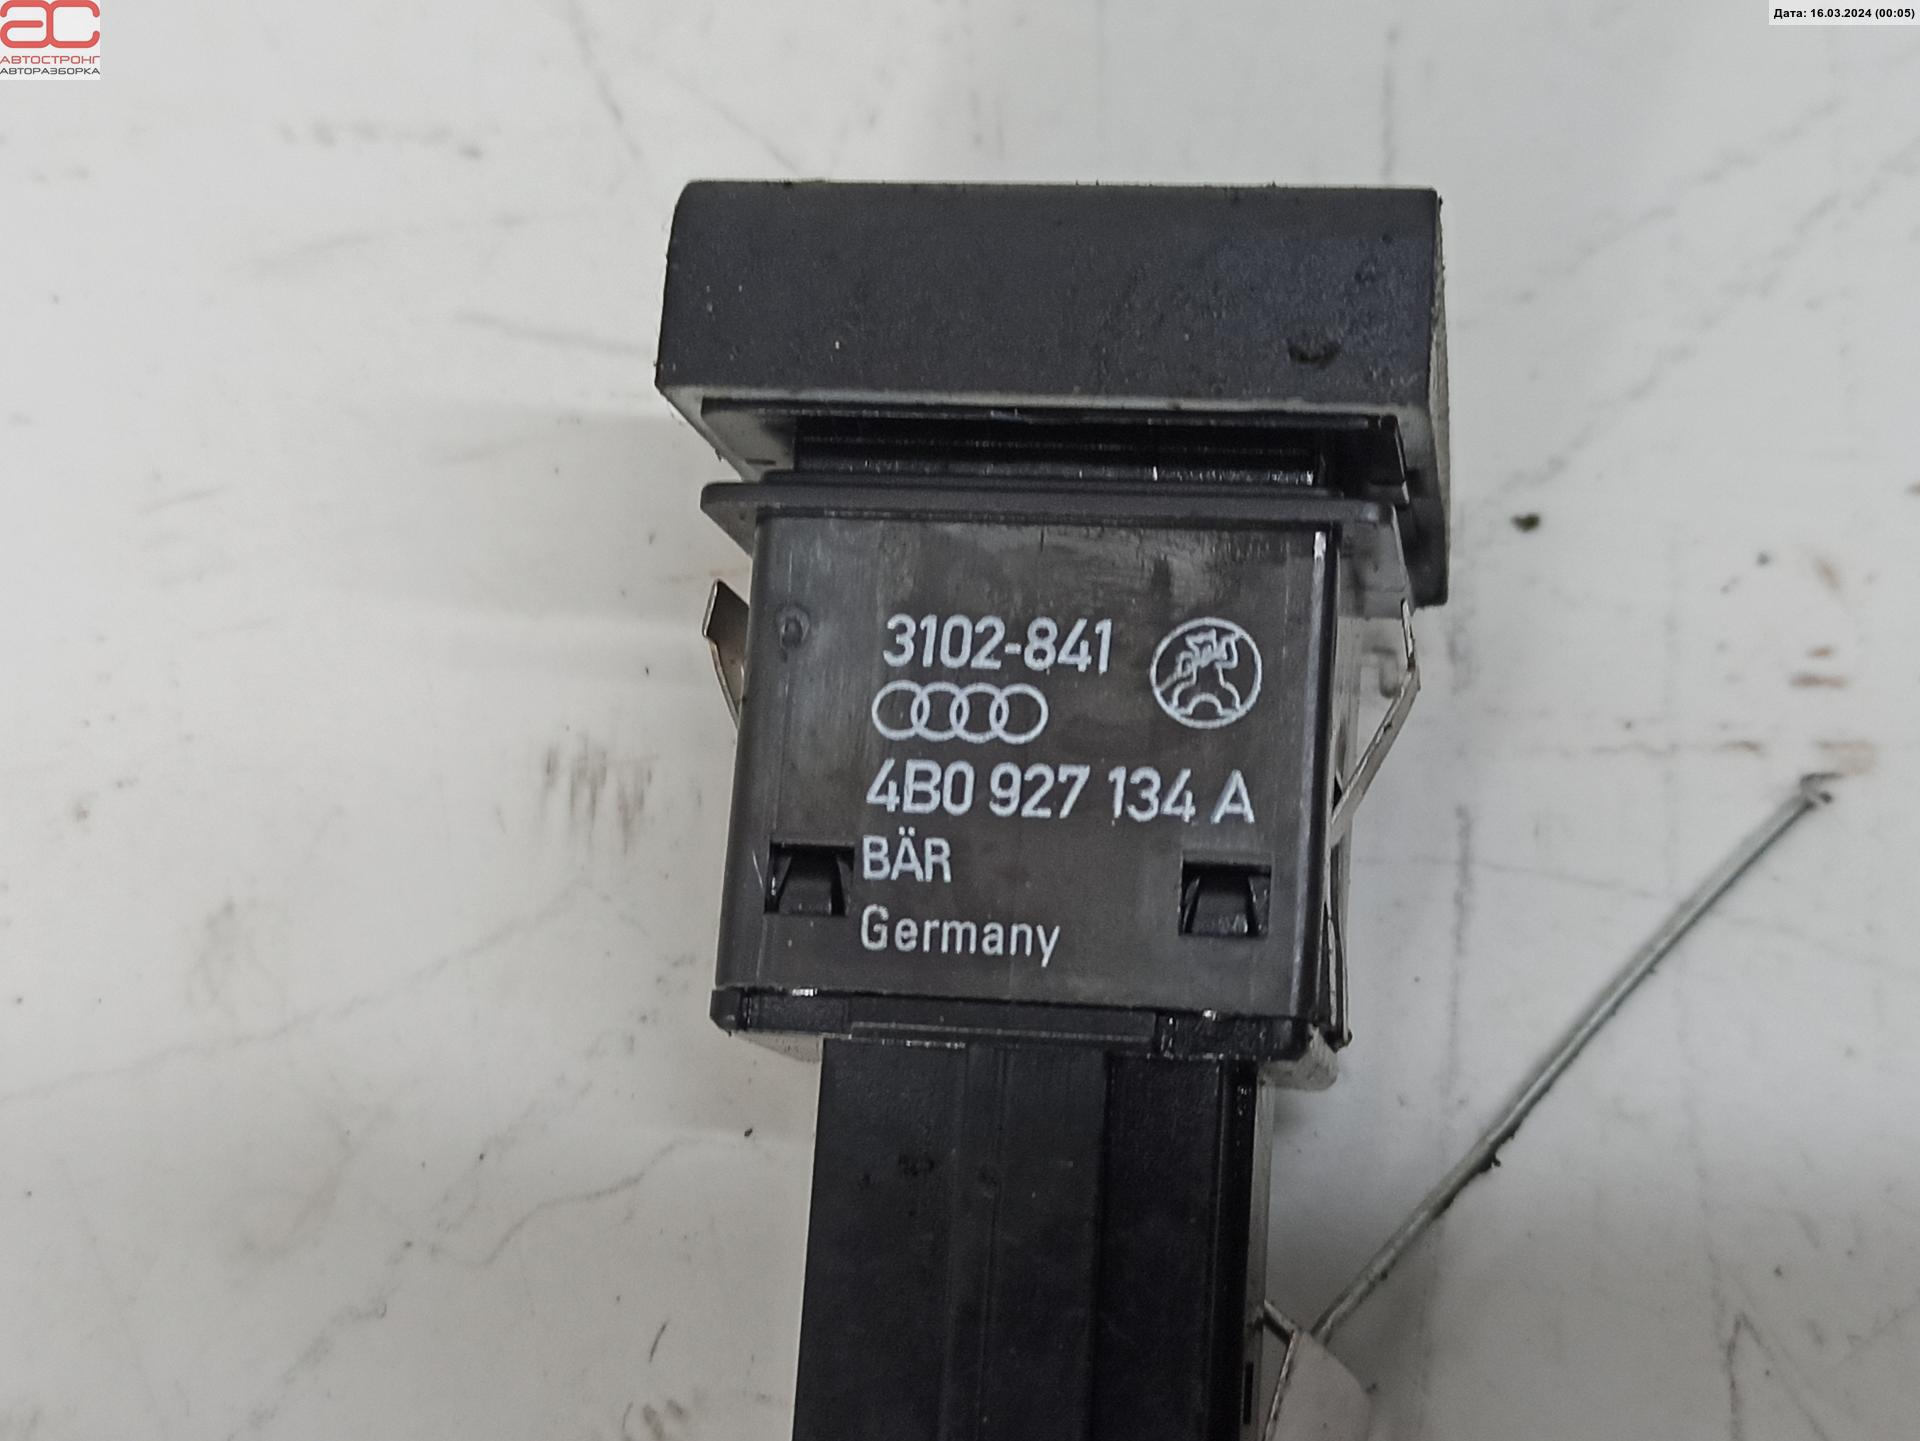 АС
АВТОСТРОНГ
АВТОРАЗБОРКА
Дата: 16.03.2024 (00:05)
3102-841
4B0 927 134 A
BÄR
Germany